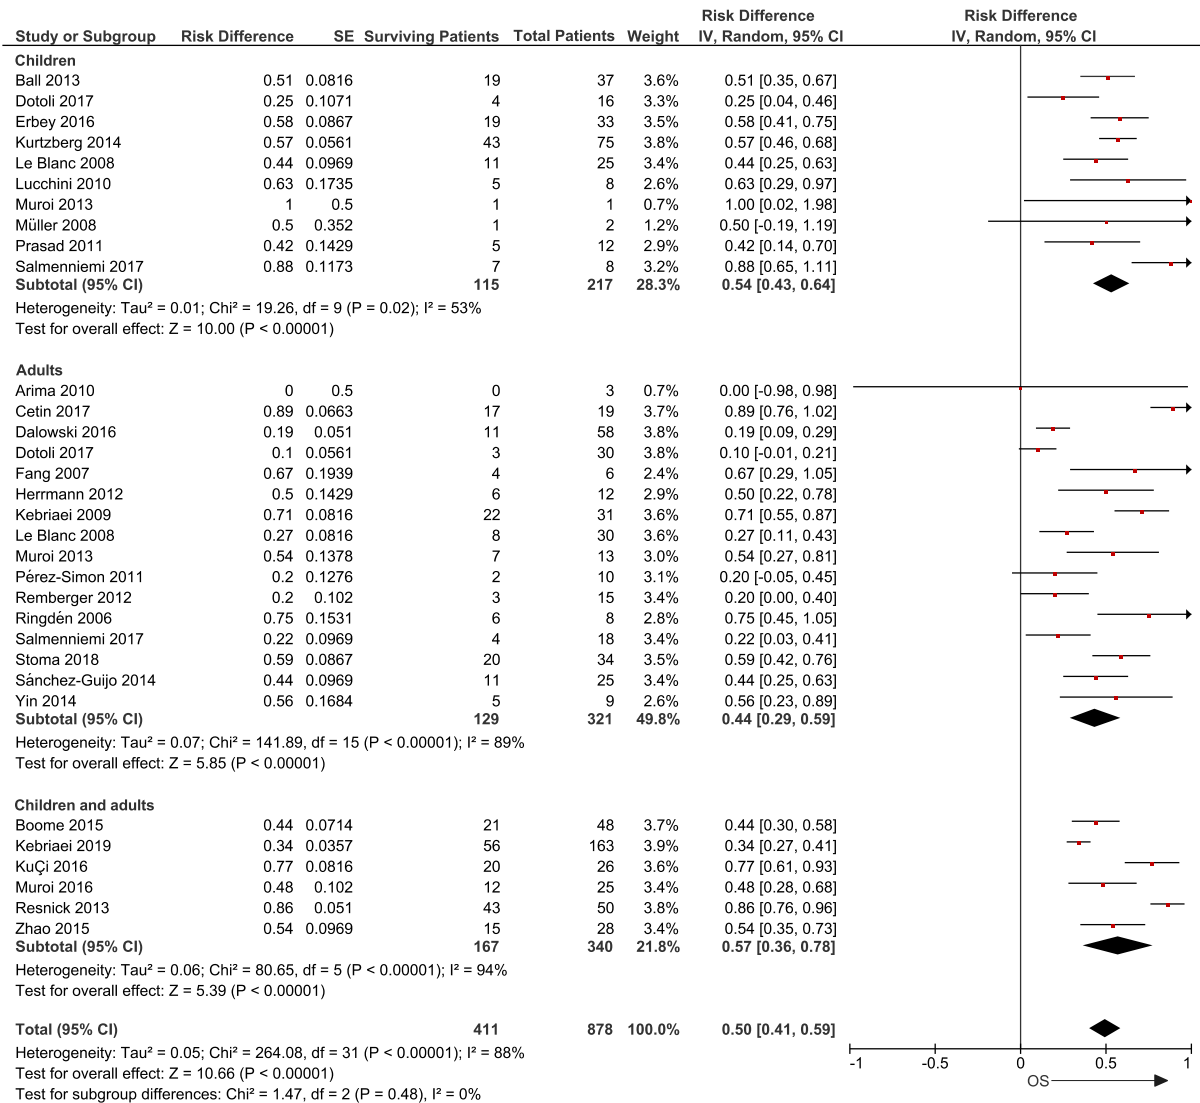 Risk Difference Risk Difference
Study or Subgroup Risk Difference SE Surviving Patients Total Patients Weight IV, Random, 95% CI IV, Random, 95% CI
Children
Ball 2013 0.51 0.0816 19 37 3.6% 0.51 [0.35, 0.67]
Dotoli 2017 0.25 0.1071 4 16 3.3% 0.25 [0.04, 0.46]
Erbey 2016 0.58 0.0867 19 33 3.5% 0.58 [0.41, 0.75]
Kurtzberg 2014 0.57 0.0561 43 75 3.8% 0.57 [0.46, 0.68]
Le Blanc 2008 0.44 0.0969 11 25 3.4% 0.44 [0.25, 0.63]
Lucchini 2010 0.63 0.1735 5 8 2.6% 0.63 [0.29, 0.97]
Muroi 2013 1 0.5 1 1 0.7% 1.00 [0.02, 1.98]
Müller 2008 0.5 0.352 1 2 1.2% 0.50 [-0.19, 1.19]
Prasad 2011 0.42 0.1429 5 12 2.9% 0.42 [0.14, 0.70]
Salmenniemi 2017 0.88 0.1173 7 8 3.2% 0.88 [0.65, 1.11]
Subtotal (95% CI) 115 217 28.3% 0.54 [0.43, 0.64]
Heterogeneity: Tau² = 0.01; Chi² = 19.26, df = 9 (P = 0.02); I² = 53%
Test for overall effect: Z = 10.00 (P < 0.00001)
Adults
Arima 2010 0 0.5 0 3 0.7% 0.00 [-0.98, 0.98]
Cetin 2017 0.89 0.0663 17 19 3.7% 0.89 [0.76, 1.02]
Dalowski 2016 0.19 0.051 11 58 3.8% 0.19 [0.09, 0.29]
Dotoli 2017 0.1 0.0561 3 30 3.8% 0.10 [-0.01, 0.21]
Fang 2007 0.67 0.1939 4 6 2.4% 0.67 [0.29, 1.05]
Herrmann 2012 0.5 0.1429 6 12 2.9% 0.50 [0.22, 0.78]
Kebriaei 2009 0.71 0.0816 22 31 3.6% 0.71 [0.55, 0.87]
Le Blanc 2008 0.27 0.0816 8 30 3.6% 0.27 [0.11, 0.43]
Muroi 2013 0.54 0.1378 7 13 3.0% 0.54 [0.27, 0.81]
Pérez-Simon 2011 0.2 0.1276 2 10 3.1% 0.20 [-0.05, 0.45]
Remberger 2012 0.2 0.102 3 15 3.4% 0.20 [0.00, 0.40]
Ringdén 2006 0.75 0.1531 6 8 2.8% 0.75 [0.45, 1.05]
Salmenniemi 2017 0.22 0.0969 4 18 3.4% 0.22 [0.03, 0.41]
Stoma 2018 0.59 0.0867 20 34 3.5% 0.59 [0.42, 0.76]
Sánchez-Guijo 2014 0.44 0.0969 11 25 3.4% 0.44 [0.25, 0.63]
Yin 2014 0.56 0.1684 5 9 2.6% 0.56 [0.23, 0.89]
Subtotal (95% CI) 129 321 49.8% 0.44 [0.29, 0.59]
Heterogeneity: Tau² = 0.07; Chi² = 141.89, df = 15 (P < 0.00001); I² = 89%
Test for overall effect: Z = 5.85 (P < 0.00001)
Children and adults
Boome 2015 0.44 0.0714 21 48 3.7% 0.44 [0.30, 0.58]
Kebriaei 2019 0.34 0.0357 56 163 3.9% 0.34 [0.27, 0.41]
KuÇi 2016 0.77 0.0816 20 26 3.6% 0.77 [0.61, 0.93]
Muroi 2016 0.48 0.102 12 25 3.4% 0.48 [0.28, 0.68]
Resnick 2013 0.86 0.051 43 50 3.8% 0.86 [0.76, 0.96]
Zhao 2015 0.54 0.0969 15 28 3.4% 0.54 [0.35, 0.73]
Subtotal (95% CI) 167 340 21.8% 0.57 [0.36, 0.78]
Heterogeneity: Tau² = 0.06; Chi² = 80.65, df = 5 (P < 0.00001); I² = 94%
Test for overall effect: Z = 5.39 (P < 0.00001)
Total (95% CI) 411 878 100.0% 0.50 [0.41, 0.59]
Heterogeneity: Tau² = 0.05; Chi² = 264.08, df = 31 (P < 0.00001); I² = 88%
Test for overall effect: Z = 10.66 (P < 0.00001)
Test for subgroup differences: Chi² = 1.47, df = 2 (P = 0.48), I² = 0%
-1 -0.5 0 0.5 1
OS